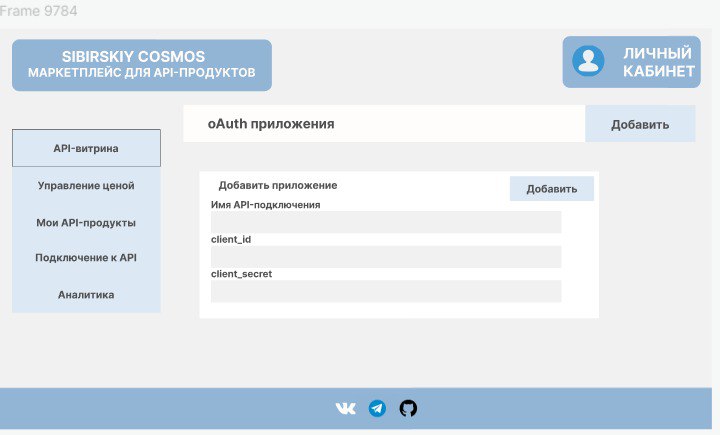 Frame 9784
SIBIRSKIY COSMOS
МАРКЕТПЛЕЙС ДЛЯ API-ПРОДУКТОВ
ЛИЧНЫЙ
КАБИНЕТ
oAuth приложения
Добавить
API-витрина
Управление ценой
Мои API-продукты
Подключение к API
Аналитика
Добавить приложение
Добавить
Имя API-подключения
client_id
client_secret